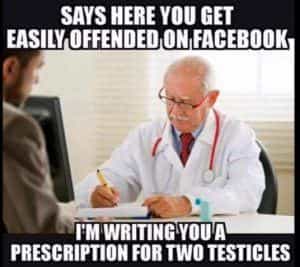 SAYS HERE YOU GET
EASILY OFFENDED ON FACEBOOK
I'M WRITING YOU A
PRESCRIPTION FOR TWO TESTICLES